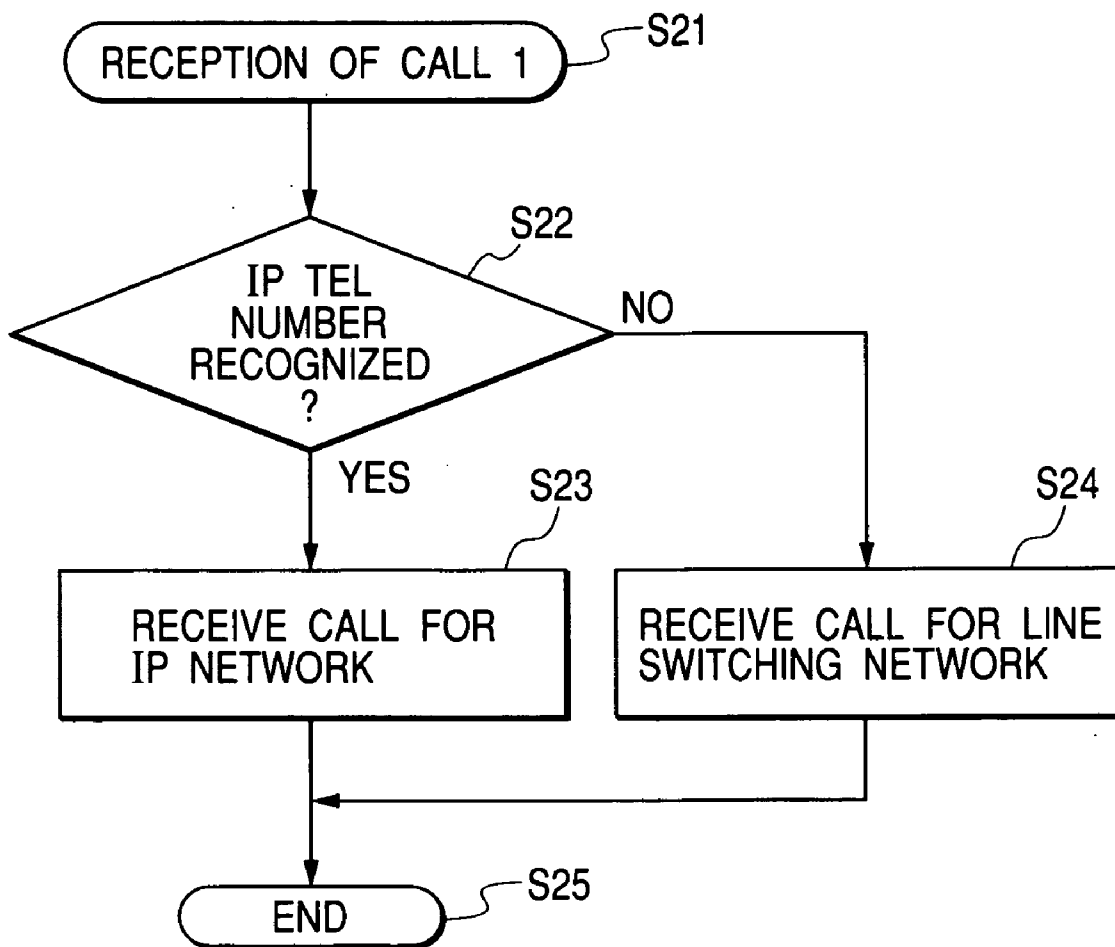 RECEPTION OF CALL 1
S21
S22
IP TEL
NUMBER
RECOGNIZED
?
NO
YES
S23
S24
RECEIVE CALL FOR
IP NETWORK
RECEIVE CALL FOR LINE
SWITCHING NETWORK
END
S25